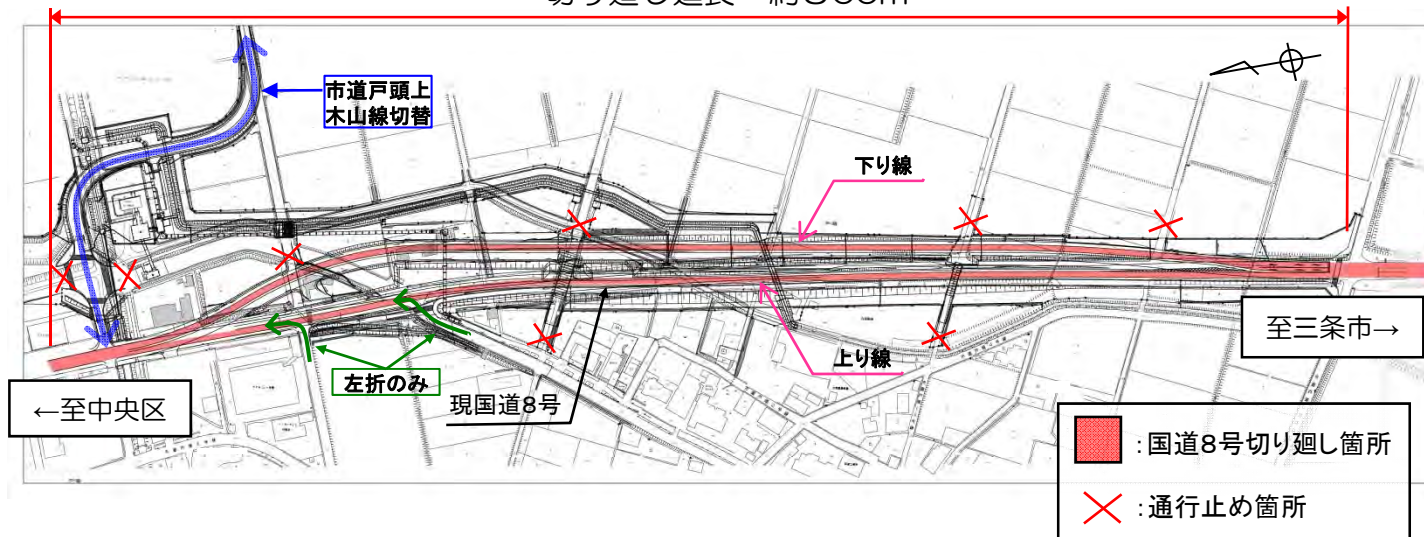 市道戸頭上
木山線切替
下り線
上り線
左折のみ
現国道8号
←至中央区
至三条市→
:国道8号切り廻し箇所
:通行止め箇所